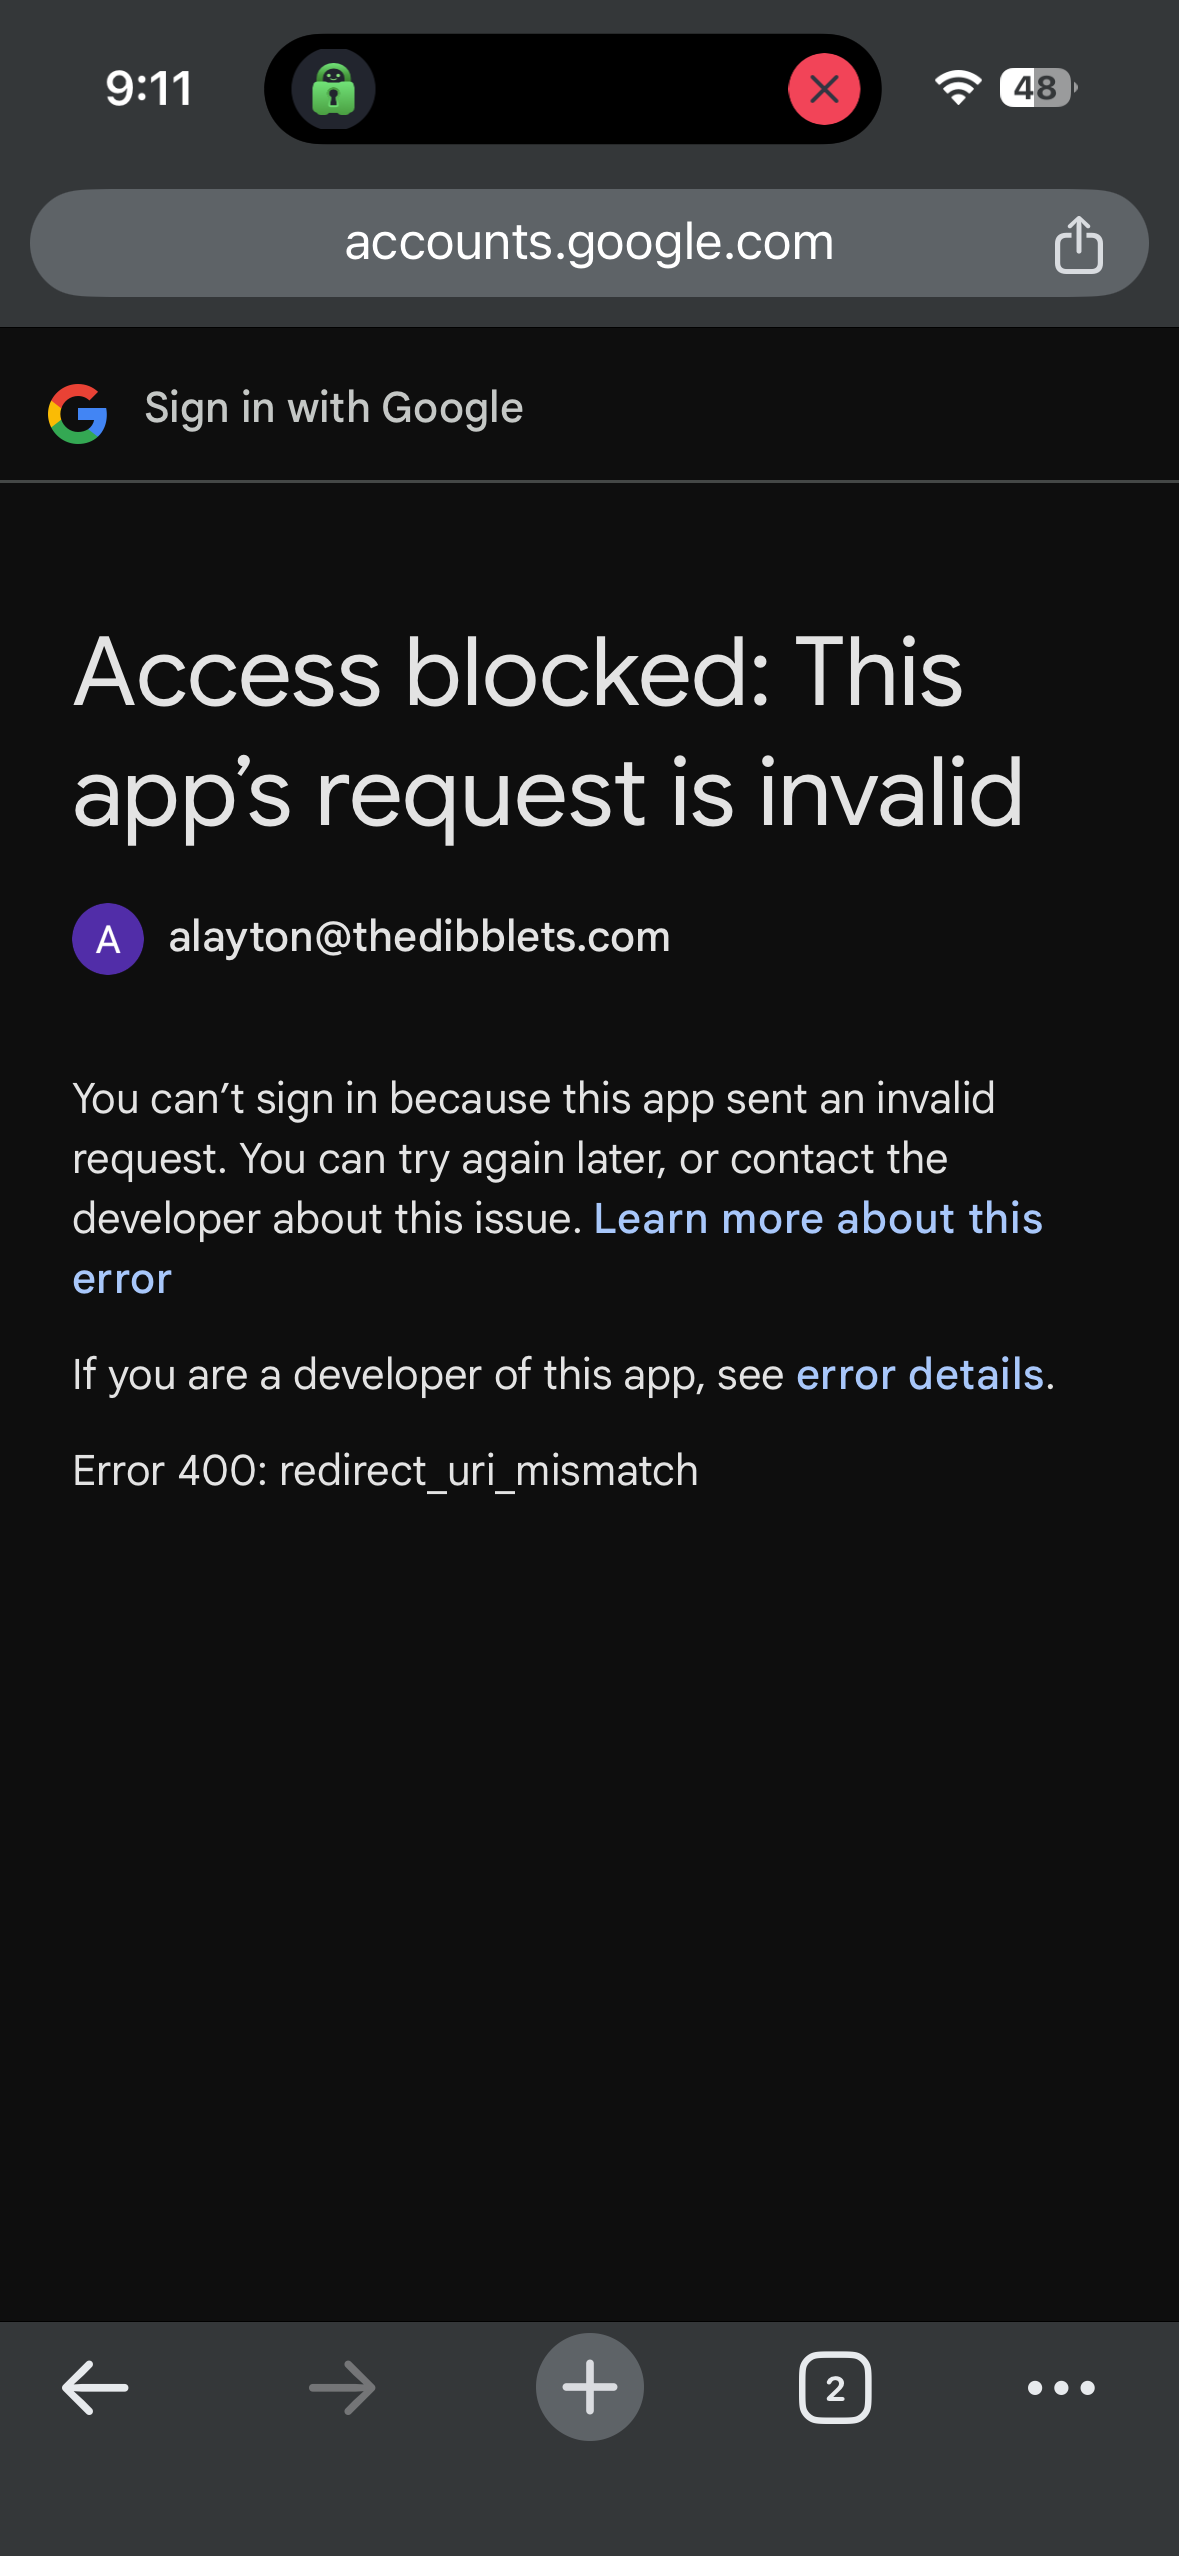 9:11
48
accounts.google.com
Sign in with Google
Access blocked: This
app’s request is invalid
A
alayton@thedibblets.com
You can’t sign in because this app sent an invalid
request. You can try again later, or contact the
developer about this issue. Learn more about this
error
If you are a developer of this app, see error details.
Error 400: redirect_uri_mismatch
2